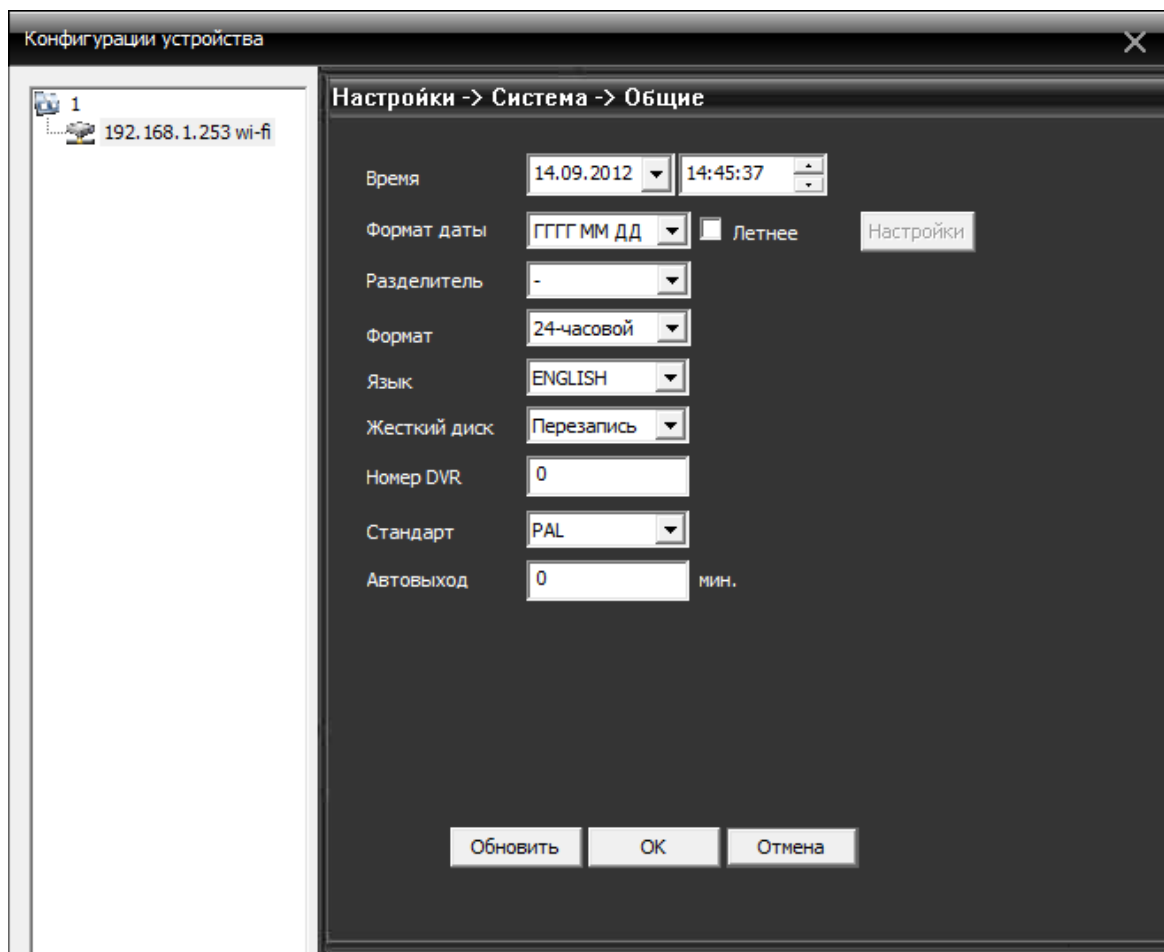 Конфигурации устройства
1
192.168.1.253 wi-fi
Настройки -> Система -> Общие
Время 14.09.2012 14:45:37
Формат даты ГГГГ ММ ДД Летнее Настройки
Разделитель -
Формат 24-часовой
Язык ENGLISH
Жесткий диск Перезапись
Номер DVR 0
Стандарт PAL
Автовыход 0 мин.
Обновить OK Отмена